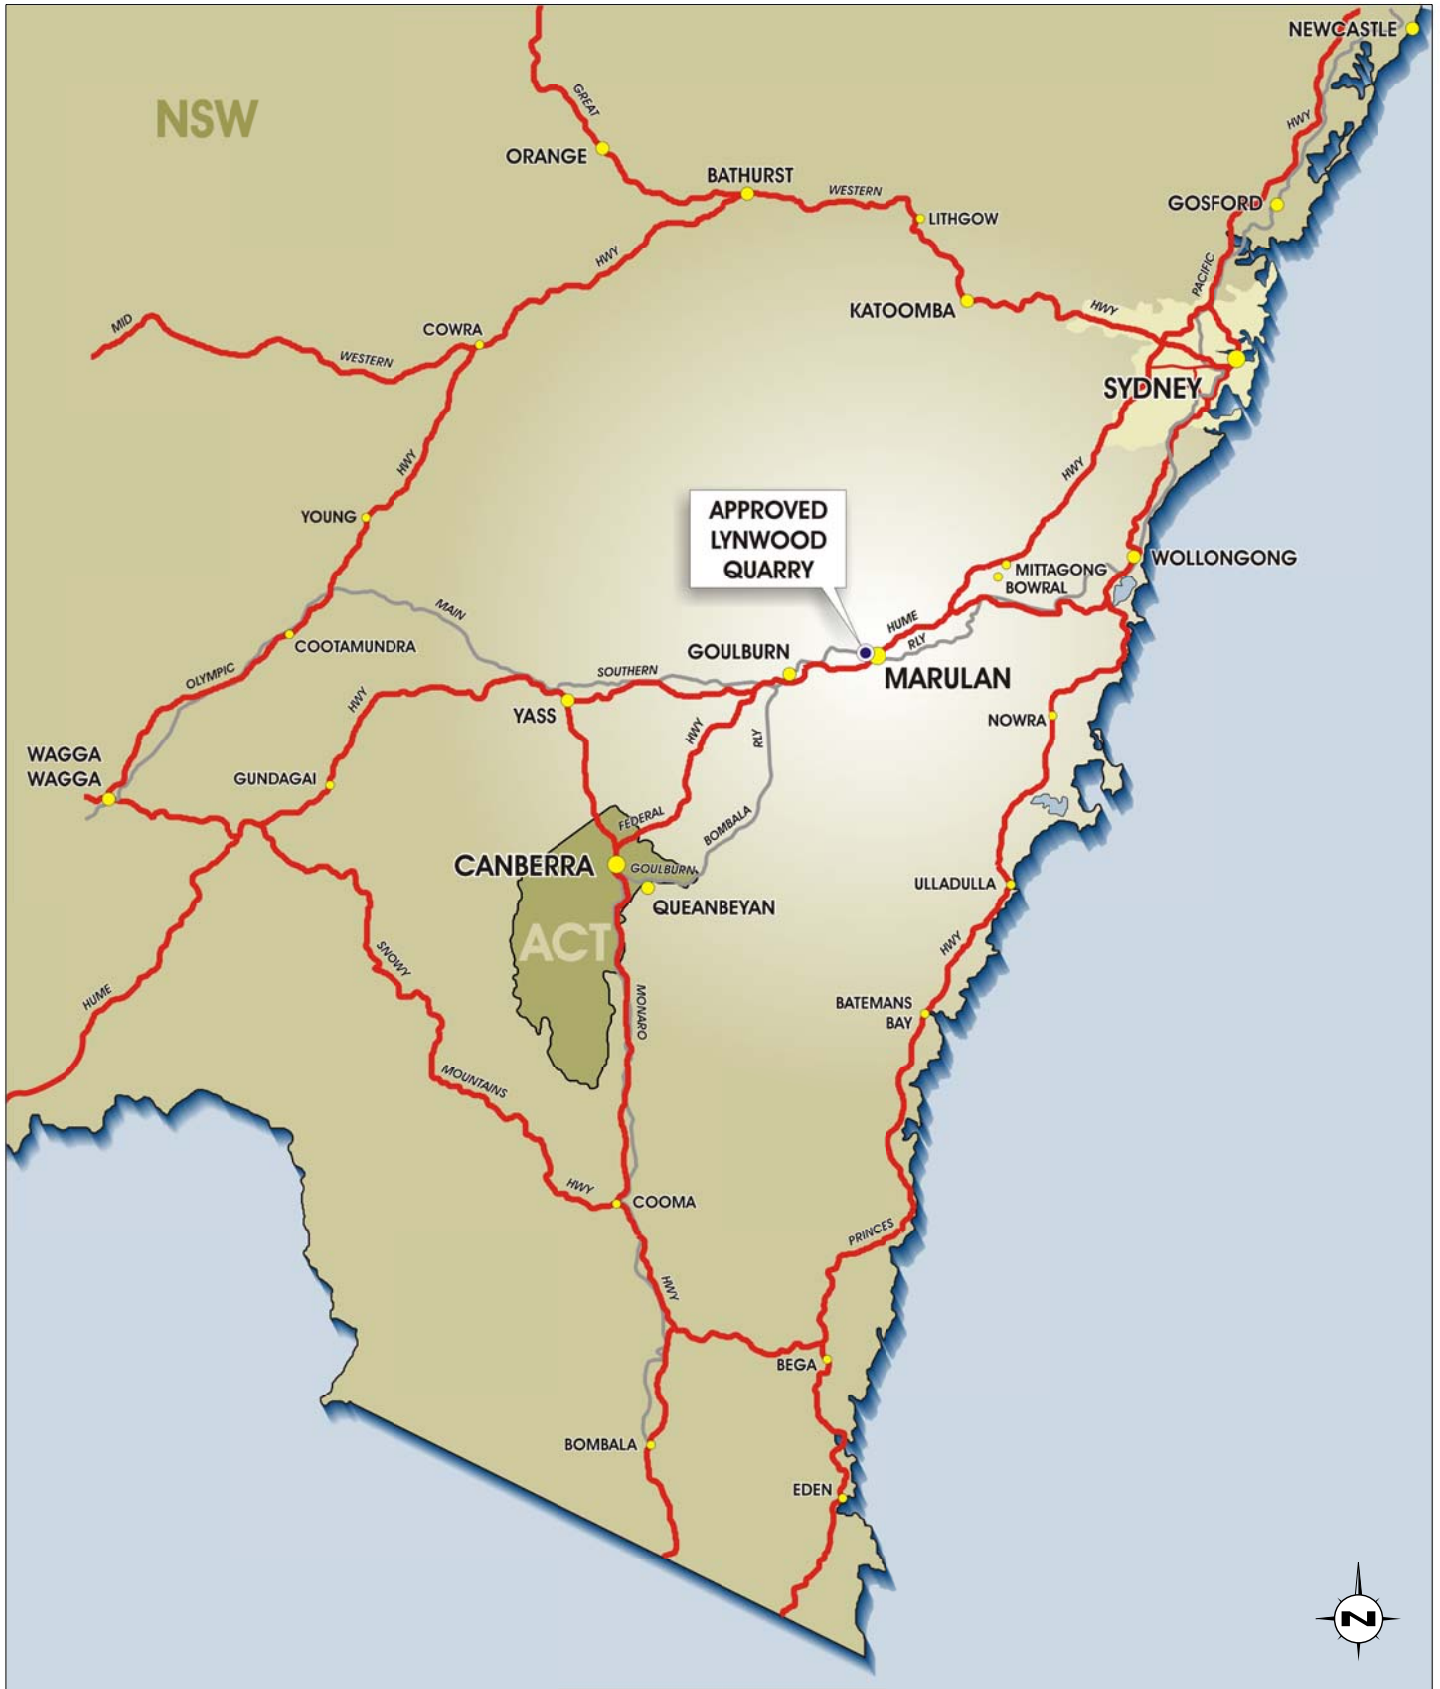 NEWCASTLE
NSW
GREAT
HWY
ORANGE
BATHURST
WESTERN
GOSFORD
LITHGOW
HWY
PACIFIC
KATOOMBA
HWY
MID
COWRA
WESTERN
SYDNEY
HWY
HWY
APPROVED
LYNWOOD
QUARRY
YOUNG
WOLLONGONG
MITTAGONG
BOWRAL
MAIN
HUME
RLY
COOTAMUNDRA
GOULBURN
OLYMPIC
SOUTHERN
MARULAN
HWY
YASS
NOWRA
HWY
RLY
WAGGA
WAGGA
GUNDAGAI
FEDERAL
BOMBALA
CANBERRA
GOULBURN
ULLADULLA
QUEANBEYAN
ACT
HWY
SNOWY
HUME
MONARO
BATEMANS
BAY
MOUNTAINS
HWY
COOMA
PRINCES
HWY
BEGA
BOMBALA
EDEN
N